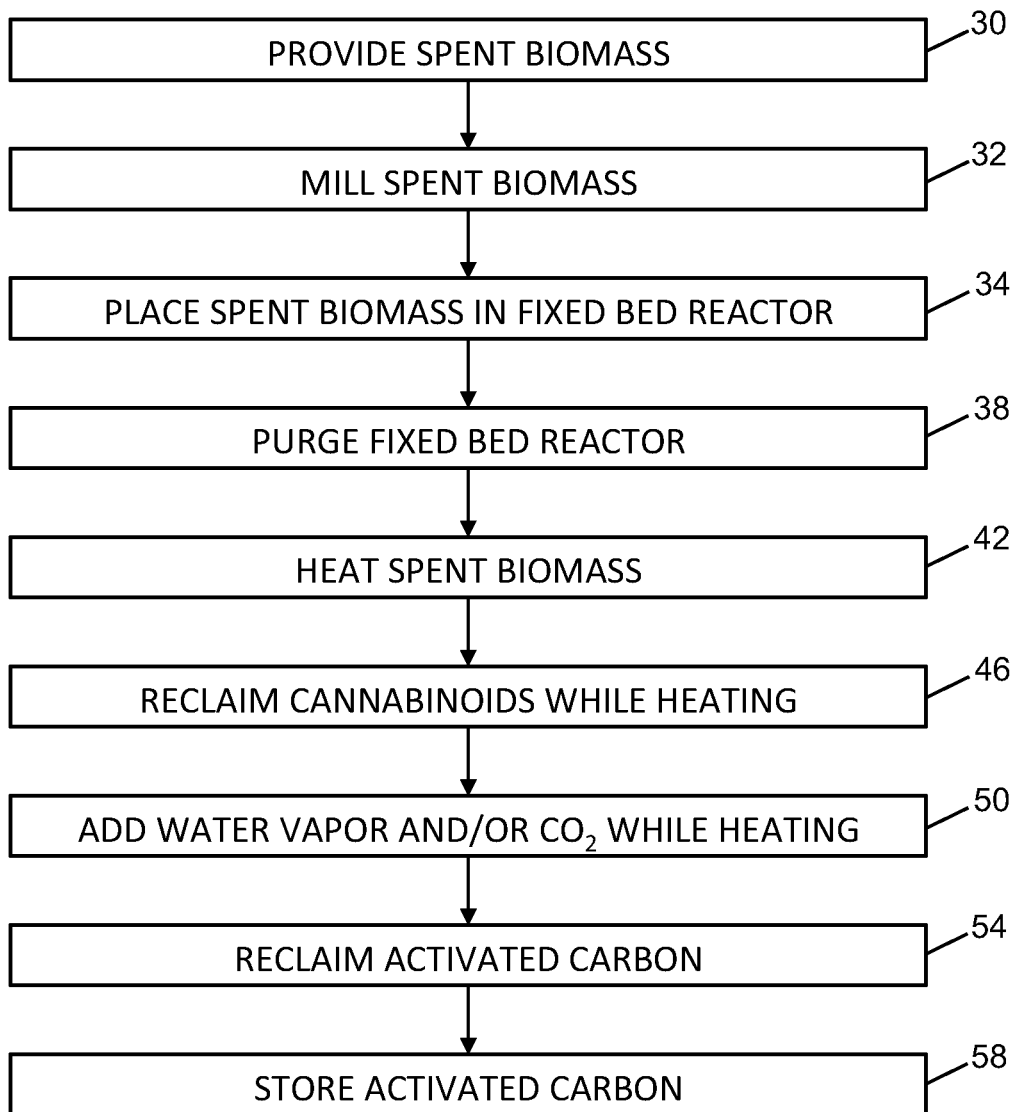 30
PROVIDE SPENT BIOMASS
32
MILL SPENT BIOMASS
34
PLACE SPENT BIOMASS IN FIXED BED REACTOR
38
PURGE FIXED BED REACTOR
42
HEAT SPENT BIOMASS
46
RECLAIM CANNABINOIDS WHILE HEATING
50
ADD WATER VAPOR AND/OR CO₂ WHILE HEATING
54
RECLAIM ACTIVATED CARBON
58
STORE ACTIVATED CARBON